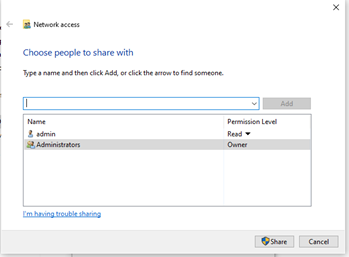 Network access
Choose people to share with
Type a name and then click Add, or click the arrow to find someone.
Add
Name Permission Level
admin Read
Administrators Owner
I'm having trouble sharing
Share Cancel